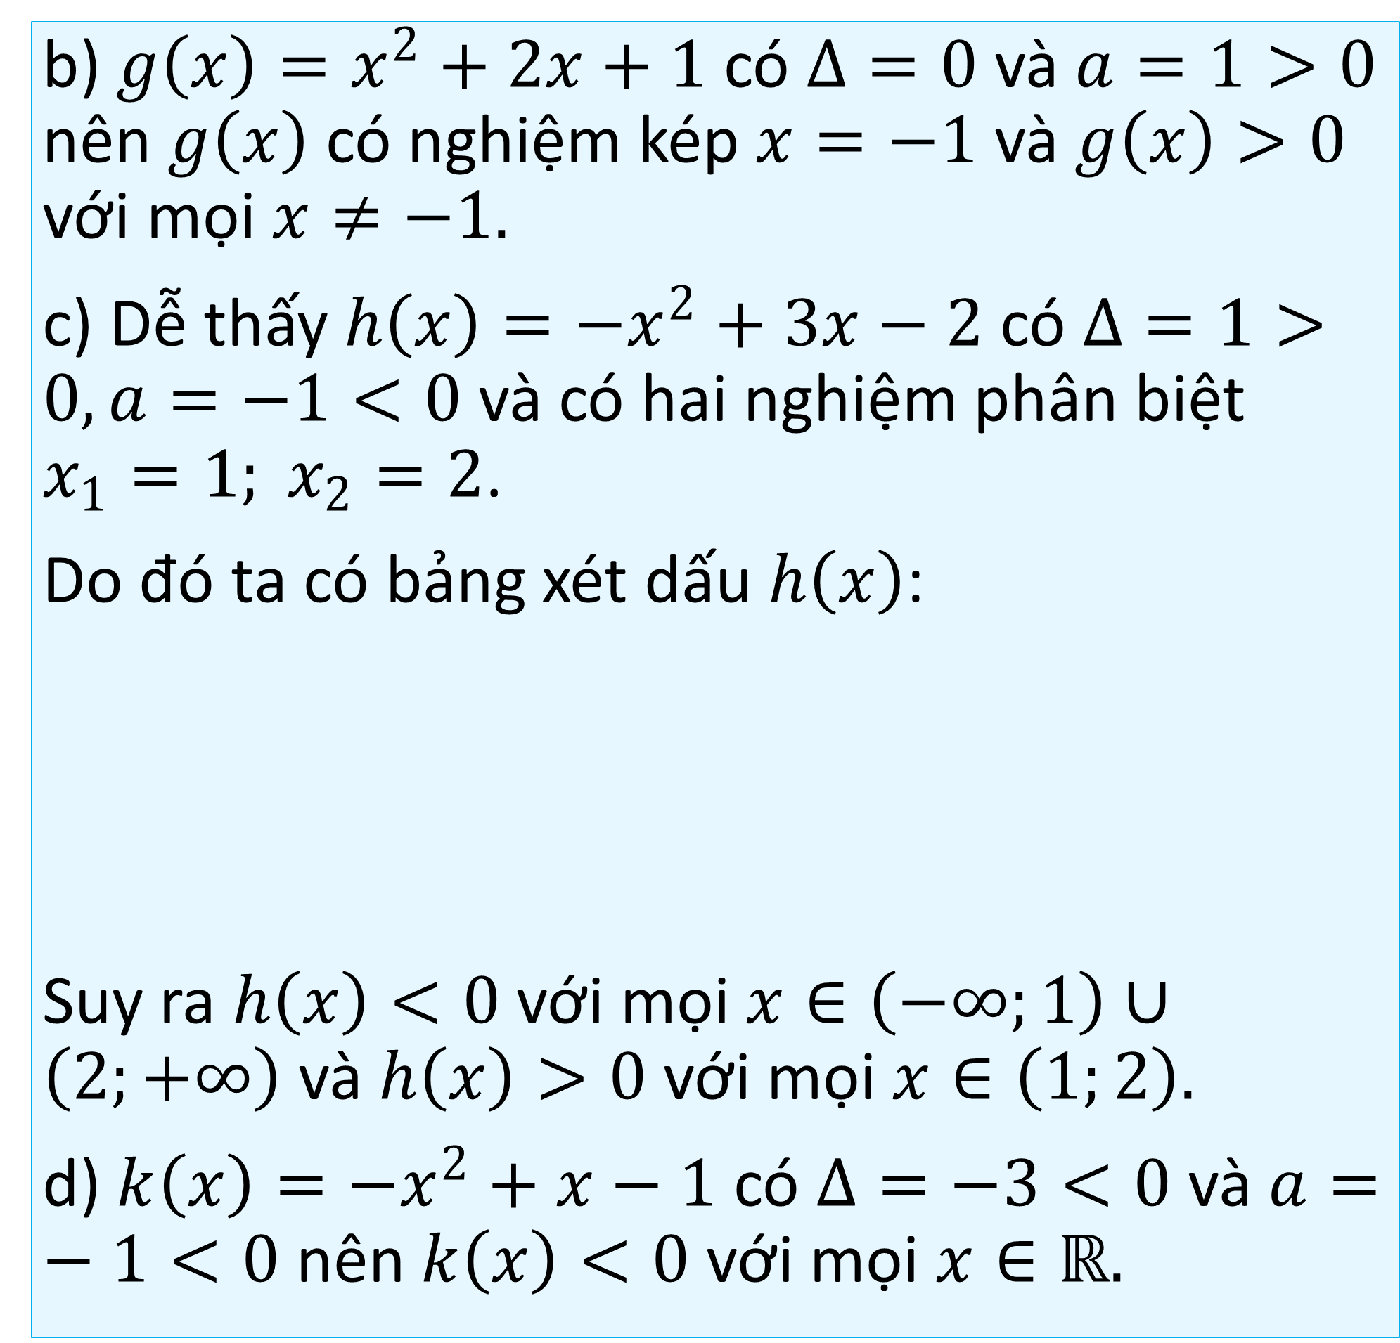 b) g(x) = x² + 2x + 1 có Δ = 0 và a = 1 > 0
nên g(x) có nghiệm kép x = −1 và g(x) > 0
với mọi x ≠ −1.
c) Dễ thấy h(x) = −x² + 3x − 2 có Δ = 1 >
0, a = −1 < 0 và có hai nghiệm phân biệt
x₁ = 1; x₂ = 2.
Do đó ta có bảng xét dấu h(x):
Suy ra h(x) < 0 với mọi x ∈ (−∞; 1) ∪
(2; +∞) và h(x) > 0 với mọi x ∈ (1; 2).
d) k(x) = −x² + x − 1 có Δ = −3 < 0 và a =
− 1 < 0 nên k(x) < 0 với mọi x ∈ ℝ.